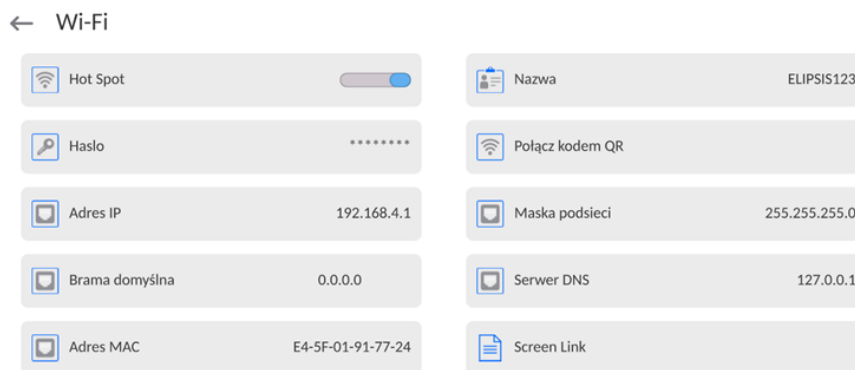 Wi-Fi
Hot Spot
Nazwa ELIPSIS123
Haslo ••••••••
Połącz kodem QR
Adres IP 192.168.4.1
Maska podsieci 255.255.255.0
Brama domyślna 0.0.0.0
Serwer DNS 127.0.0.1
Adres MAC E4-5F-01-91-77-24
Screen Link